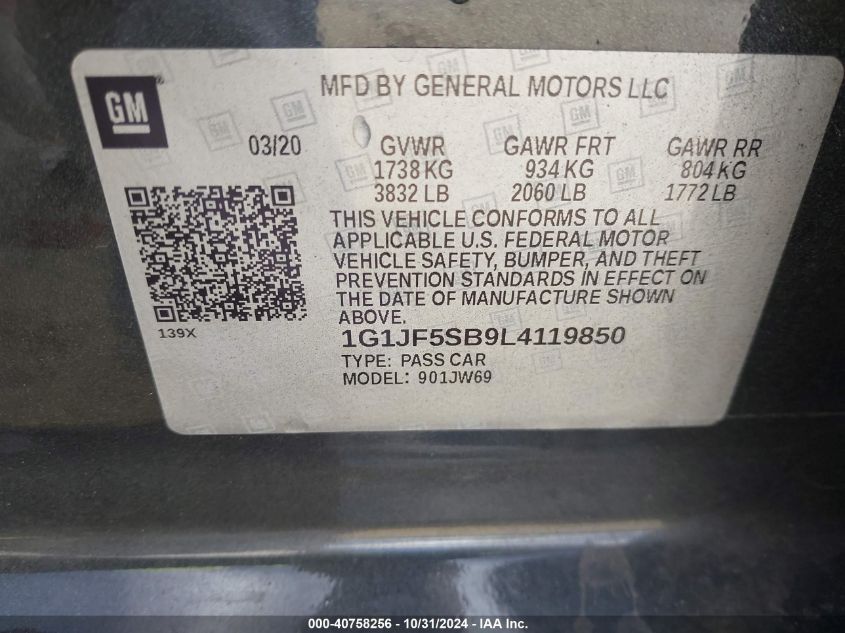 GM
MFD BY GENERAL MOTORS LLC
03/20 GVWR GAWR FRT GAWR RR
1738 KG 934 KG 804 KG
3832 LB 2060 LB 1772 LB
THIS VEHICLE CONFORMS TO ALL
APPLICABLE U.S. FEDERAL MOTOR
VEHICLE SAFETY, BUMPER, AND THEFT
PREVENTION STANDARDS IN EFFECT ON
THE DATE OF MANUFACTURE SHOWN
ABOVE.
139X
1G1JF5SB9L4119850
TYPE: PASS CAR
MODEL: 901JW69
000-40758256 - 10/31/2024 - IAA Inc.